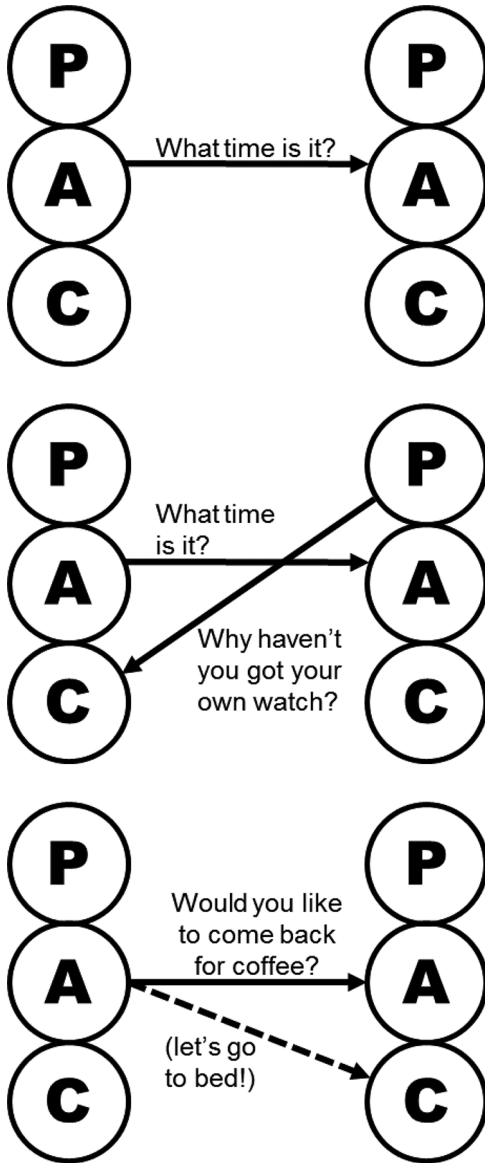 P P
What time is it?
A A
C C
P P
What time
is it?
A A
Why haven't
you got your
own watch?
C C
P P
Would you like
to come back
for coffee?
A A
(let's go
to bed!)
C C